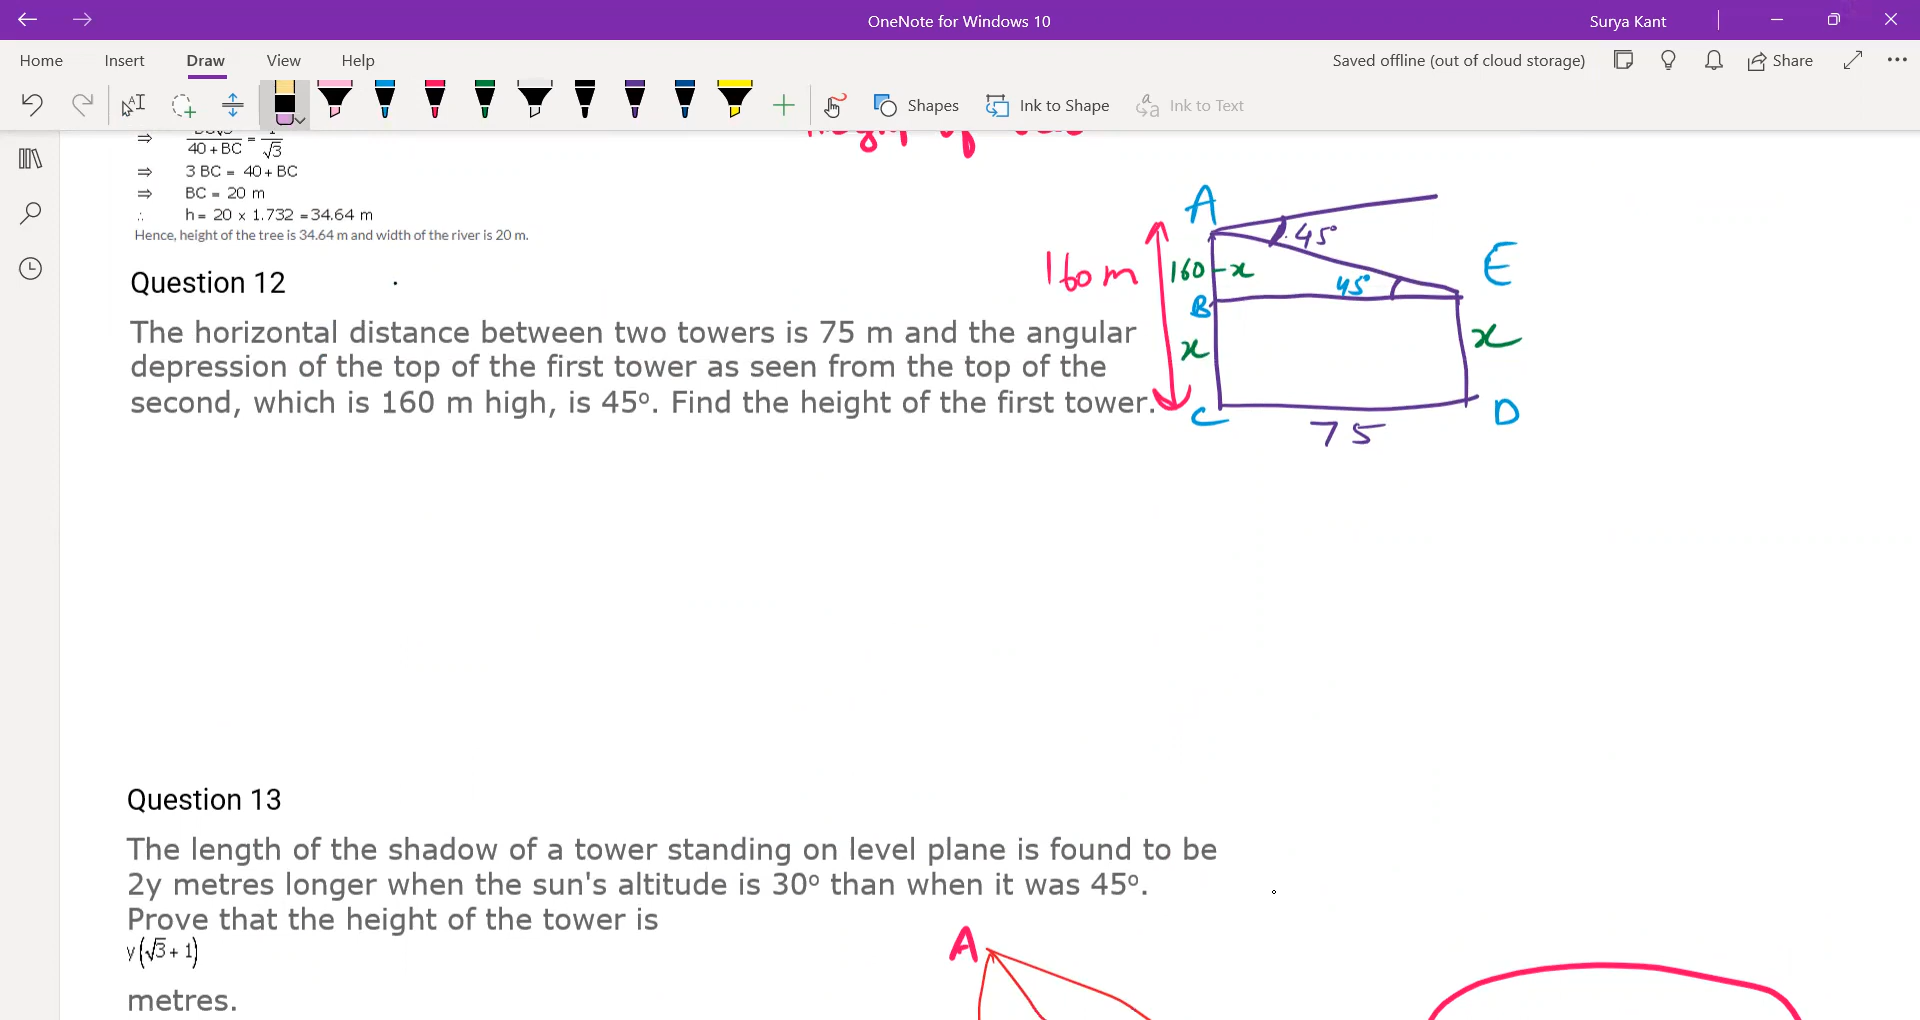 OneNote for Windows 10
Surya Kant
Home Insert Draw View Help
Saved offline (out of cloud storage)
Share
Shapes
Ink to Shape
Ink to Text
⇒ 40 + BC = √3
⇒ 3 BC = 40 + BC
⇒ BC = 20 m
∴ h = 20 x 1.732 = 34.64 m
Hence, height of the tree is 34.64 m and width of the river is 20 m.
A
45°
160 m
160 - x
E
45°
B
x
x
C
D
75
Question 12
The horizontal distance between two towers is 75 m and the angular
depression of the top of the first tower as seen from the top of the
second, which is 160 m high, is 45º. Find the height of the first tower.
Question 13
The length of the shadow of a tower standing on level plane is found to be
2y metres longer when the sun's altitude is 30º than when it was 45º.
Prove that the height of the tower is
y(√3 + 1)
metres.
A